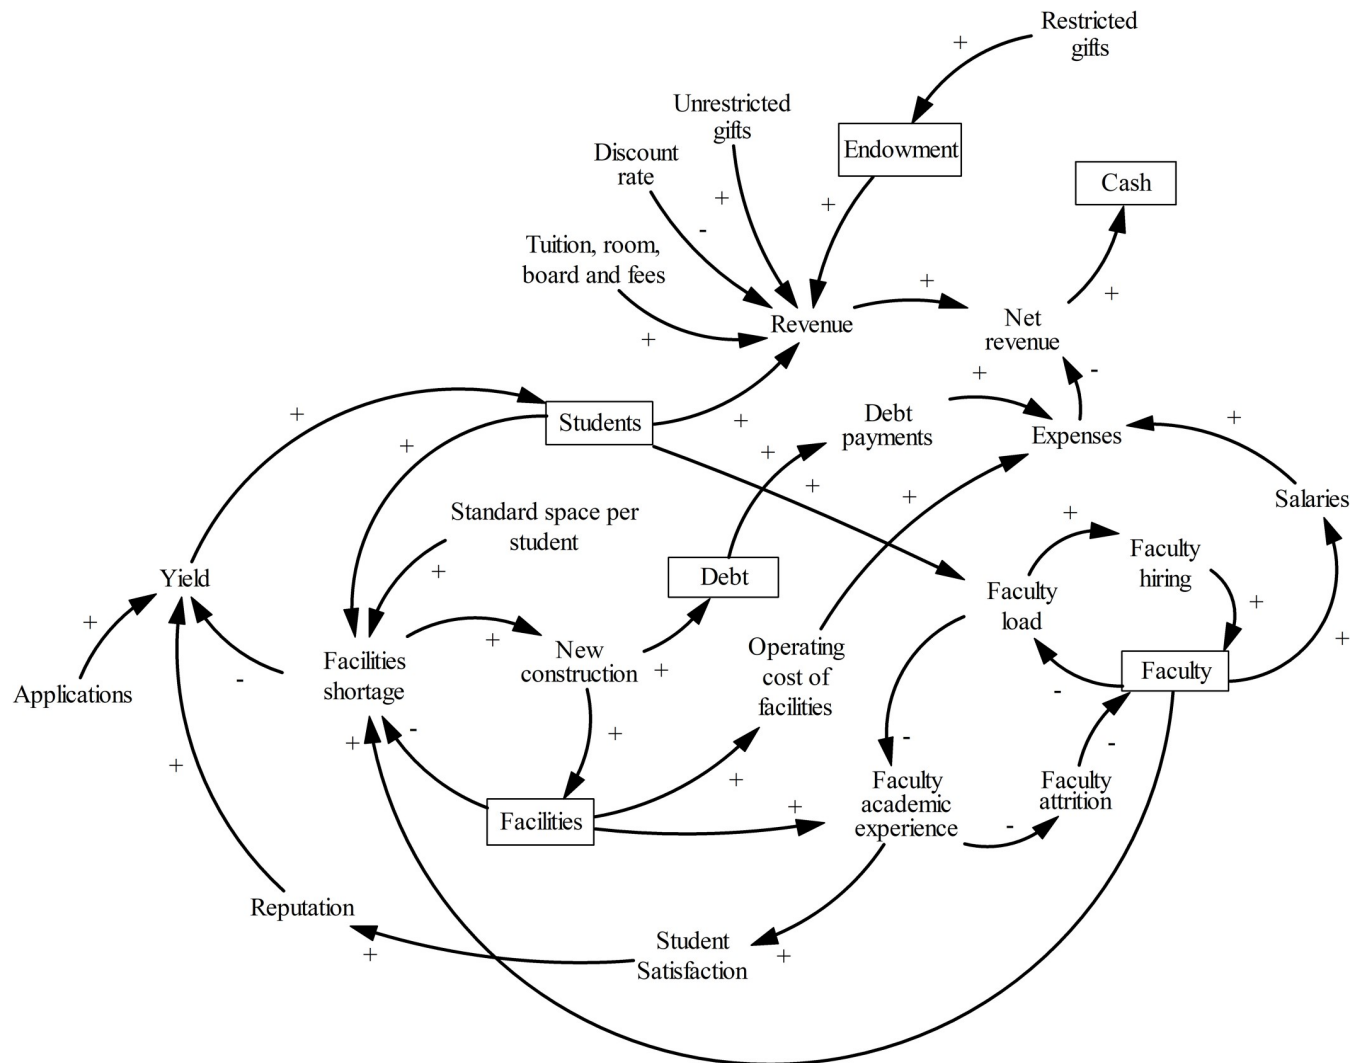 Restricted
gifts
+
Unrestricted
gifts
Endowment
Discount
rate
Cash
+
+
-
Tuition, room,
board and fees
+
+
Revenue
Net
revenue
+
+
-
+
Students
+
Debt
payments
Expenses
+
+
+
+
Salaries
+
+
Standard space per
student
+
Faculty
hiring
Yield
+
Debt
Faculty
load
+
+
Applications
Facilities
shortage
+
New
construction
+
Operating
cost of
facilities
Faculty
+
-
-
+
-
+
-
-
+
+
Faculty
academic
experience
Faculty
attrition
+
+
-
Facilities
Reputation
Student
Satisfaction
+
+